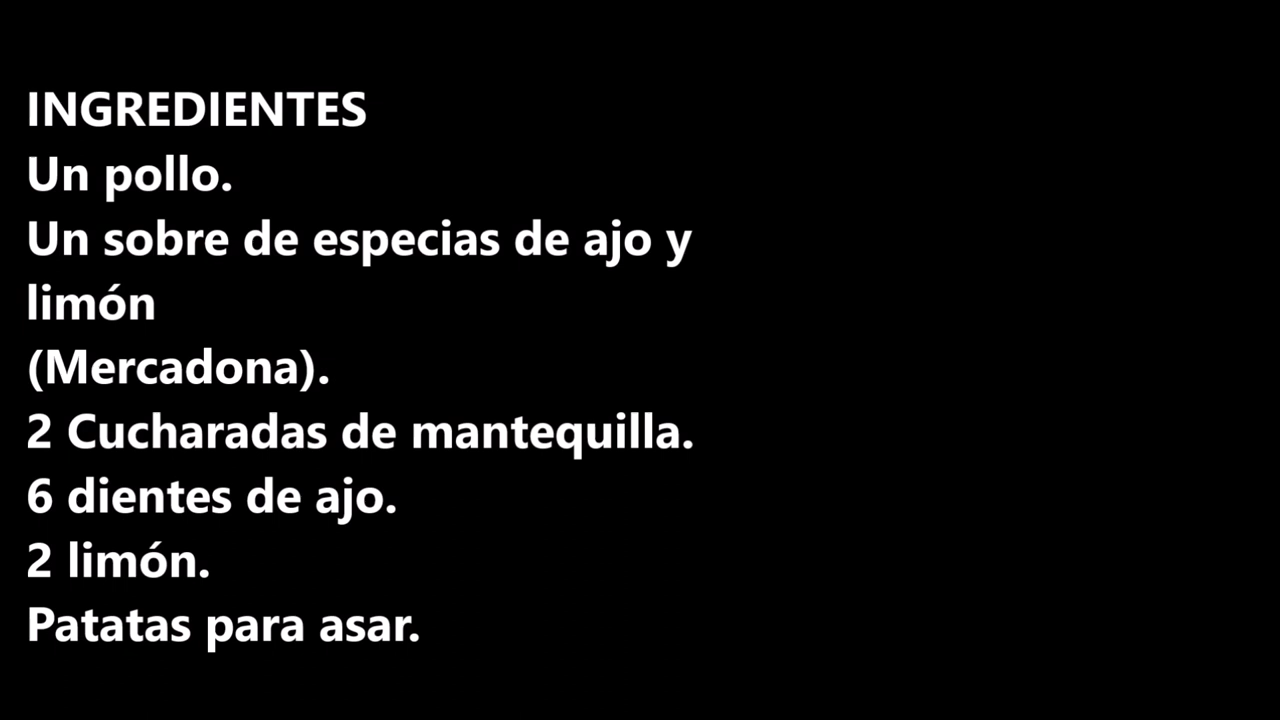 INGREDIENTES
Un pollo.
Un sobre de especias de ajo y
limón
(Mercadona).
2 Cucharadas de mantequilla.
6 dientes de ajo.
2 limón.
Patatas para asar.